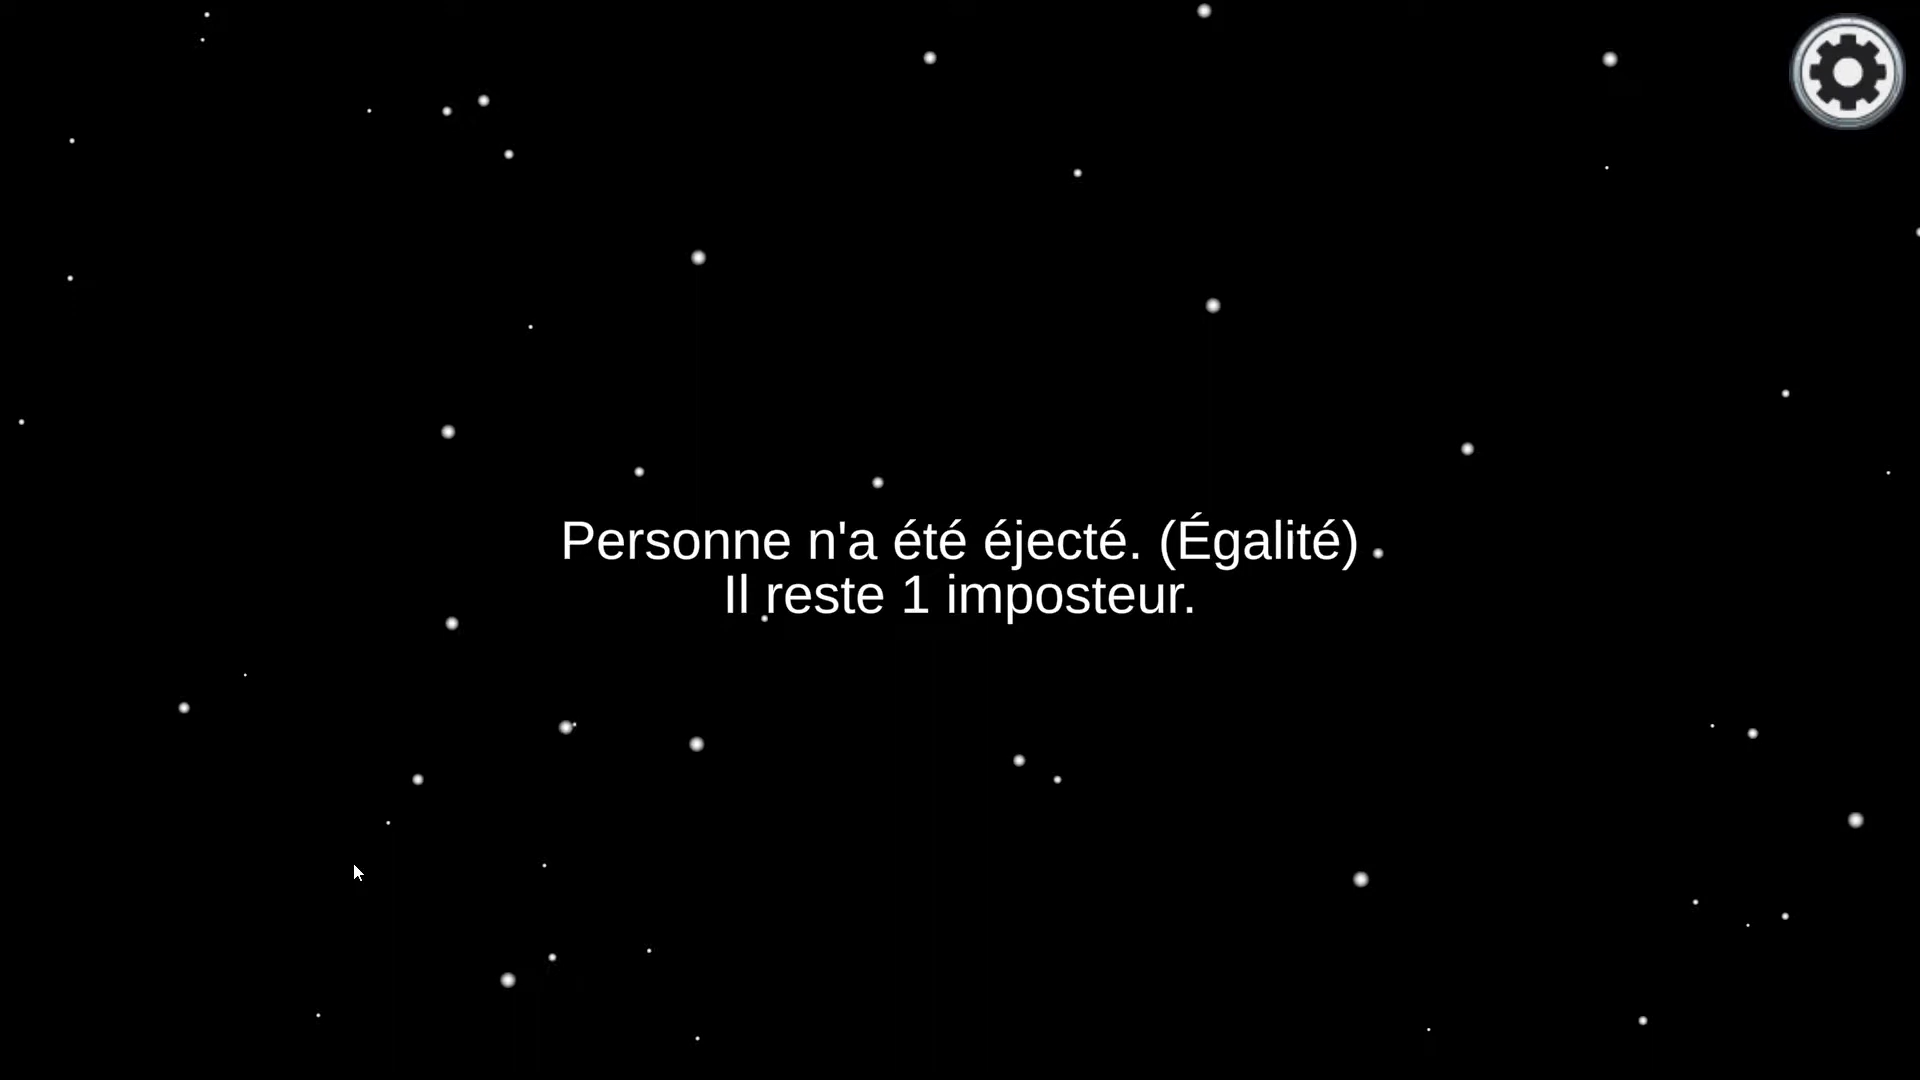 Personne n'a été éjecté. (Égalité)
Il reste 1 imposteur.